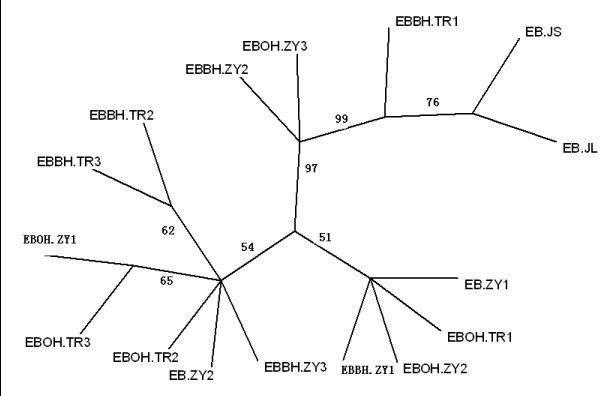 EBBH.TR1
EB.JS
EBOH.ZY3
EBBH.ZY2
99
76
EBBH.TR2
EB.JL
EBBH.TR3
97
62
EBOH.ZY1
54
51
65
EB.ZY1
EBOH.TR1
EBOH.TR3
EBOH.TR2
EB.ZY2
EBBH.ZY3
EBBH.ZY1
EBOH.ZY2